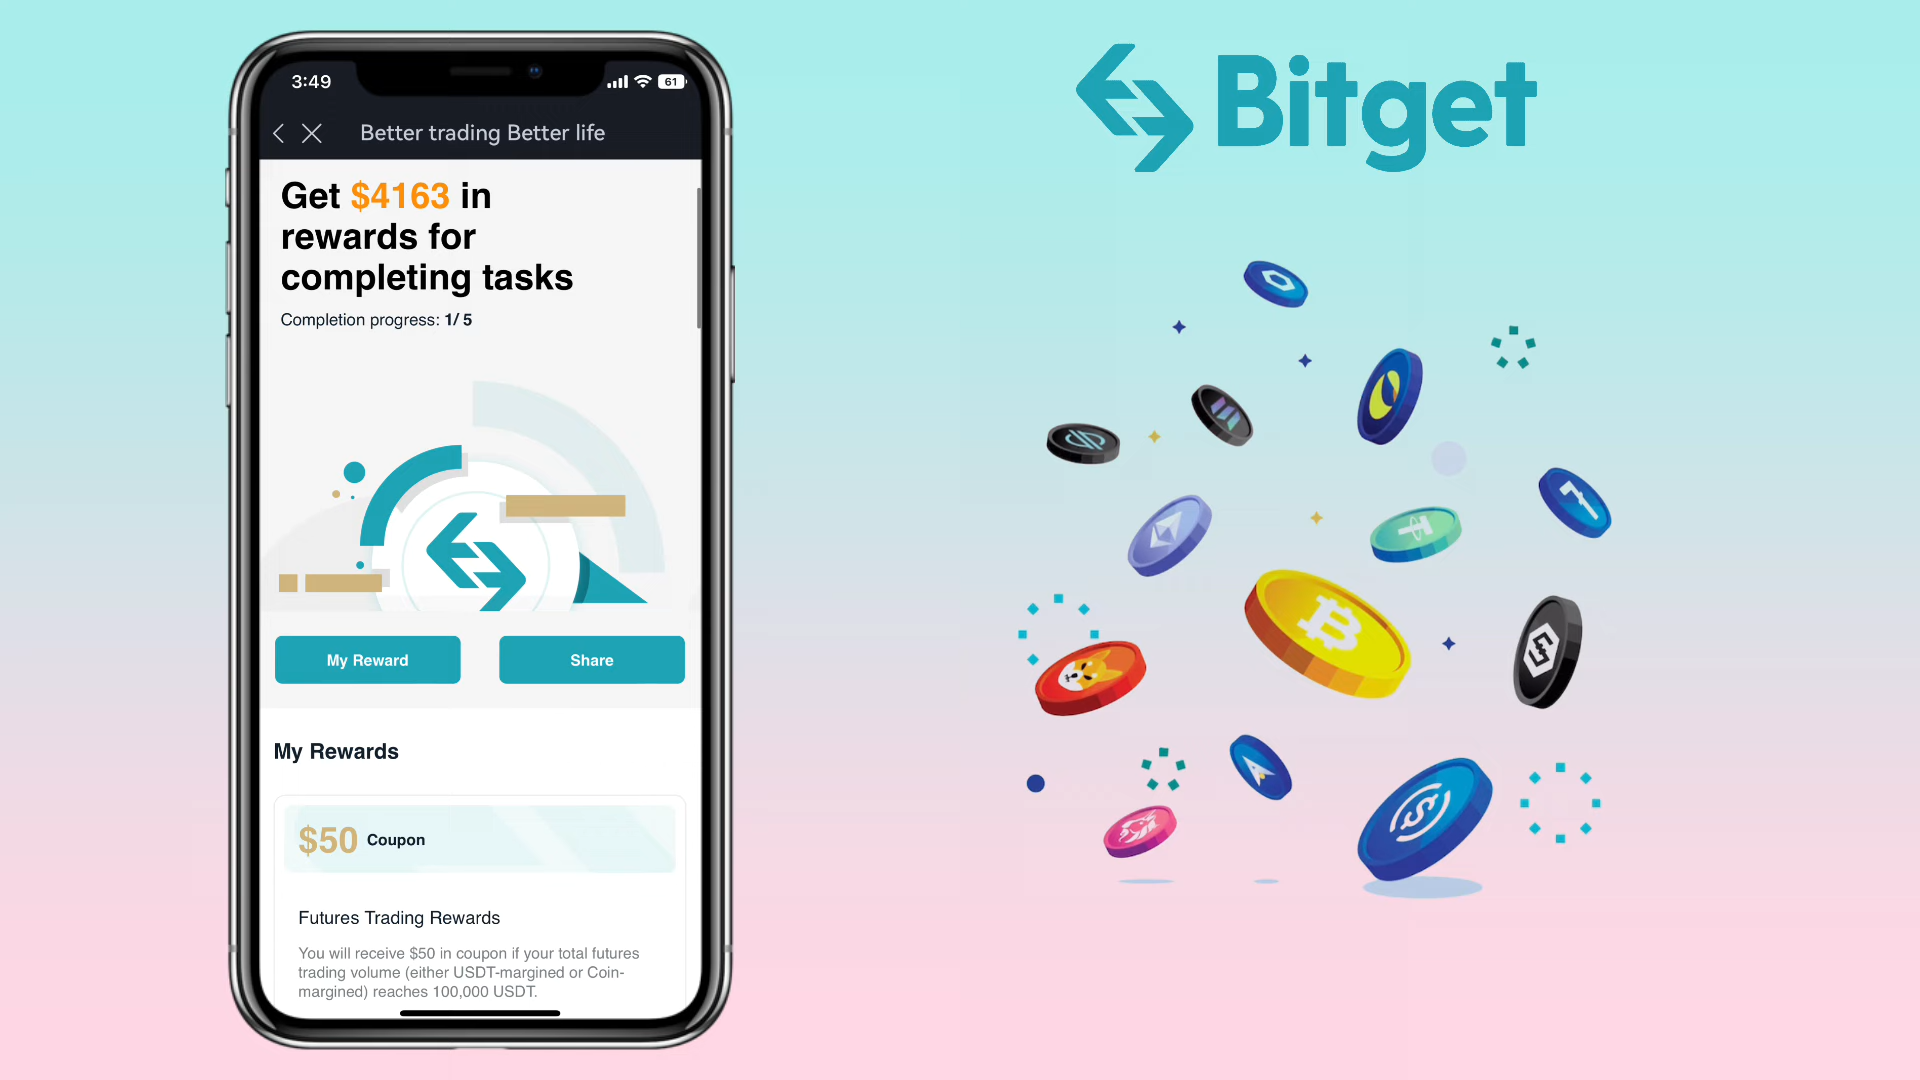 3:49
61
Better trading Better life
Get $4163 in
rewards for
completing tasks
Completion progress: 1/ 5
My Reward
Share
My Rewards
$50 Coupon
Futures Trading Rewards
You will receive $50 in coupon if your total futures
trading volume (either USDT-margined or Coin-
margined) reaches 100,000 USDT.
Bitget